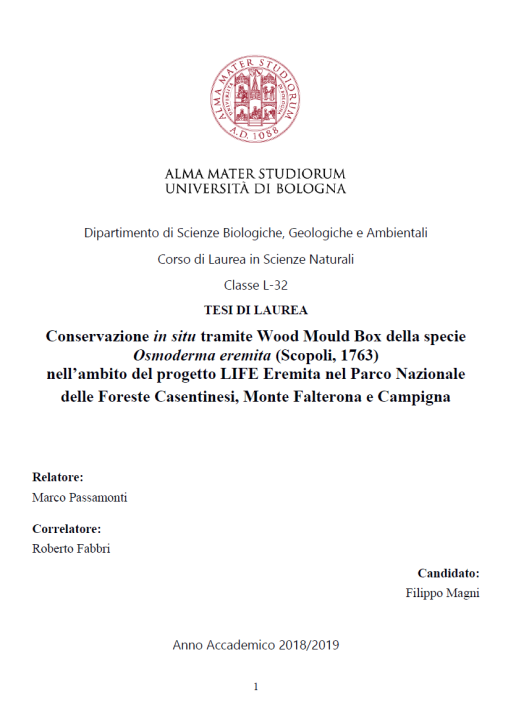 ALMA MATER STUDIORUM
A.D. 1088
ALMA MATER STUDIORUM
UNIVERSITÀ DI BOLOGNA
Dipartimento di Scienze Biologiche, Geologiche e Ambientali
Corso di Laurea in Scienze Naturali
Classe L-32
TESI DI LAUREA
Conservazione in situ tramite Wood Mould Box della specie
Osmoderma eremita (Scopoli, 1763)
nell’ambito del progetto LIFE Eremita nel Parco Nazionale
delle Foreste Casentinesi, Monte Falterona e Campigna
Relatore:
Marco Passamonti
Correlatore:
Roberto Fabbri
Candidato:
Filippo Magni
Anno Accademico 2018/2019
1